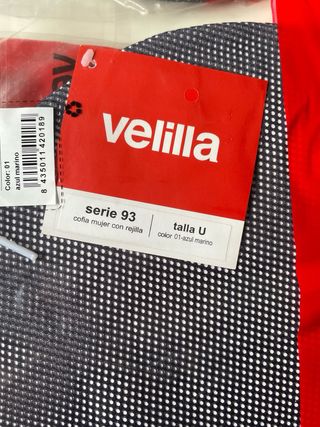 velilla
serie 93
cofia mujer con rejilla
talla U
color 01-azul marino
Color: 01
azul marino
8 435011 420189